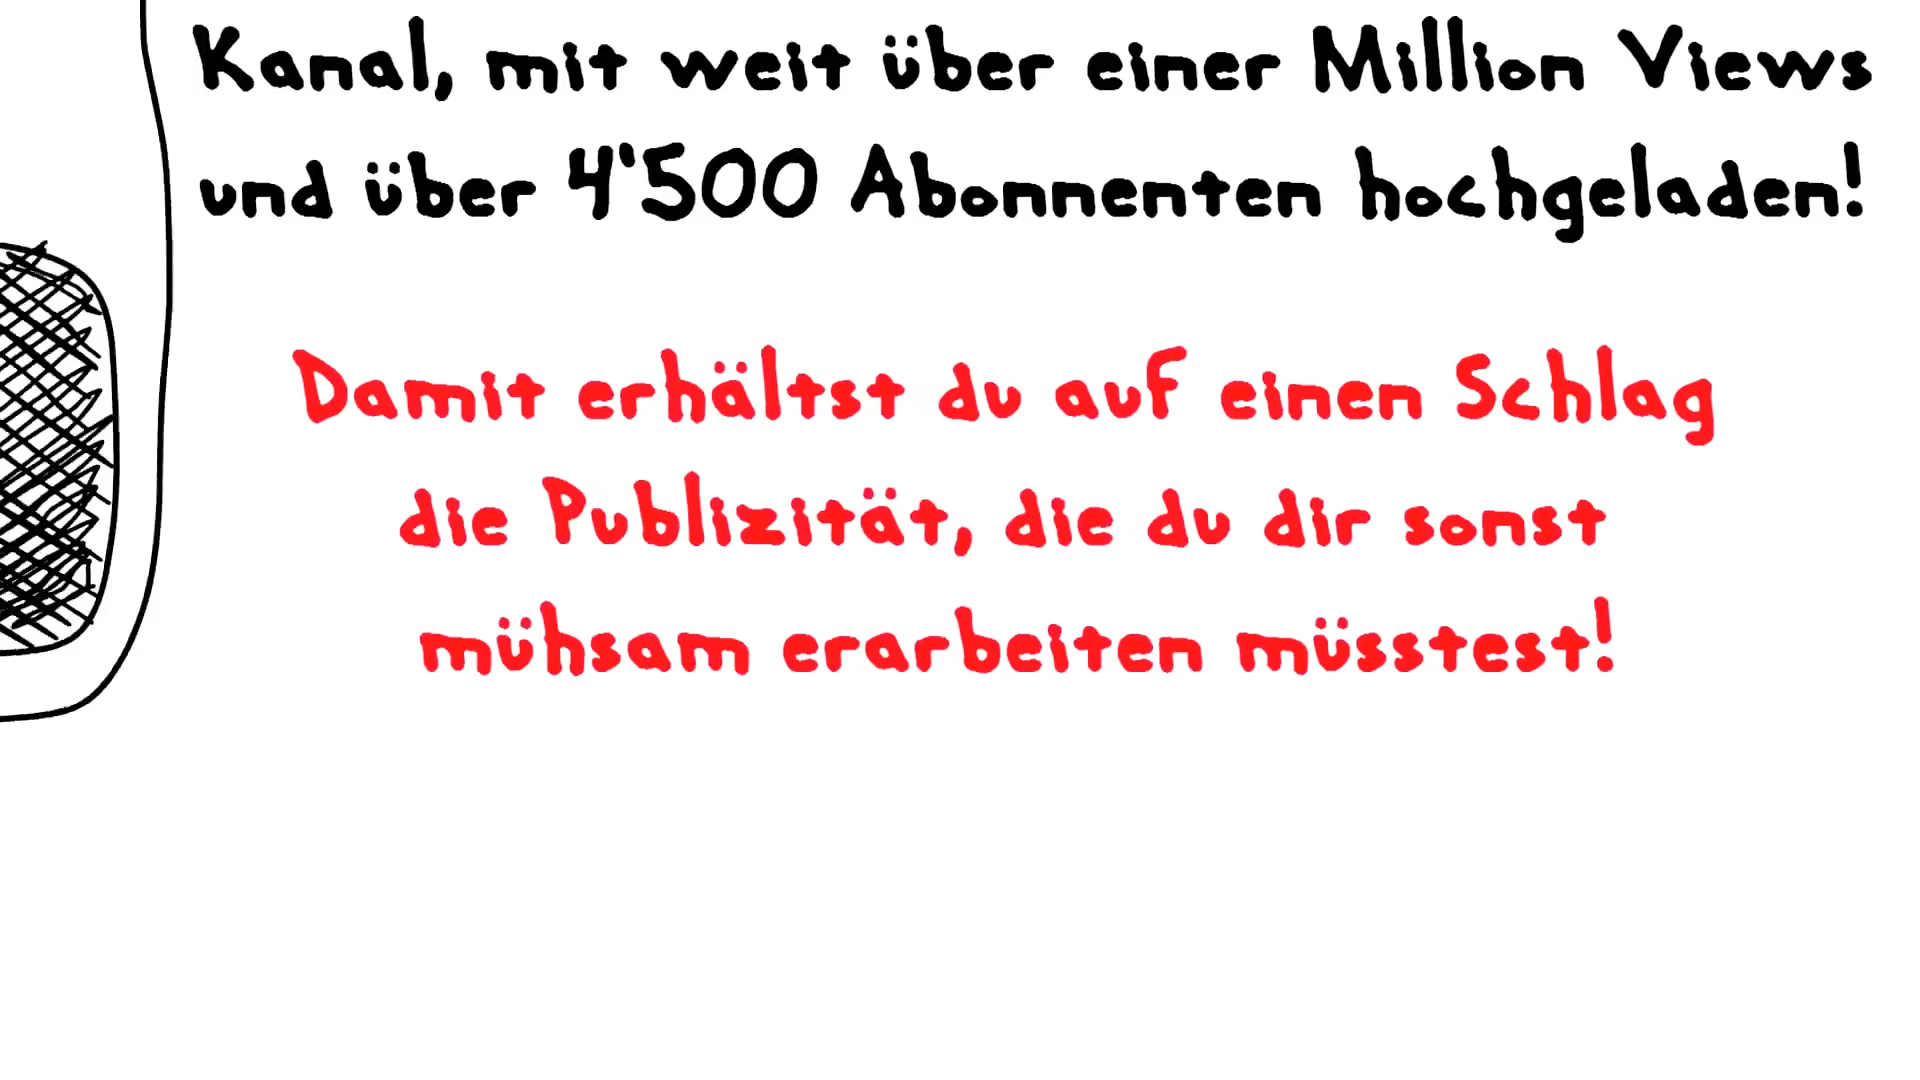 Kanal, mit weit über einer Million Views
und über 4'500 Abonnenten hochgeladen!
Damit erhältst du auf einen Schlag
die Publizität, die du dir sonst
mühsam erarbeiten müsstest!